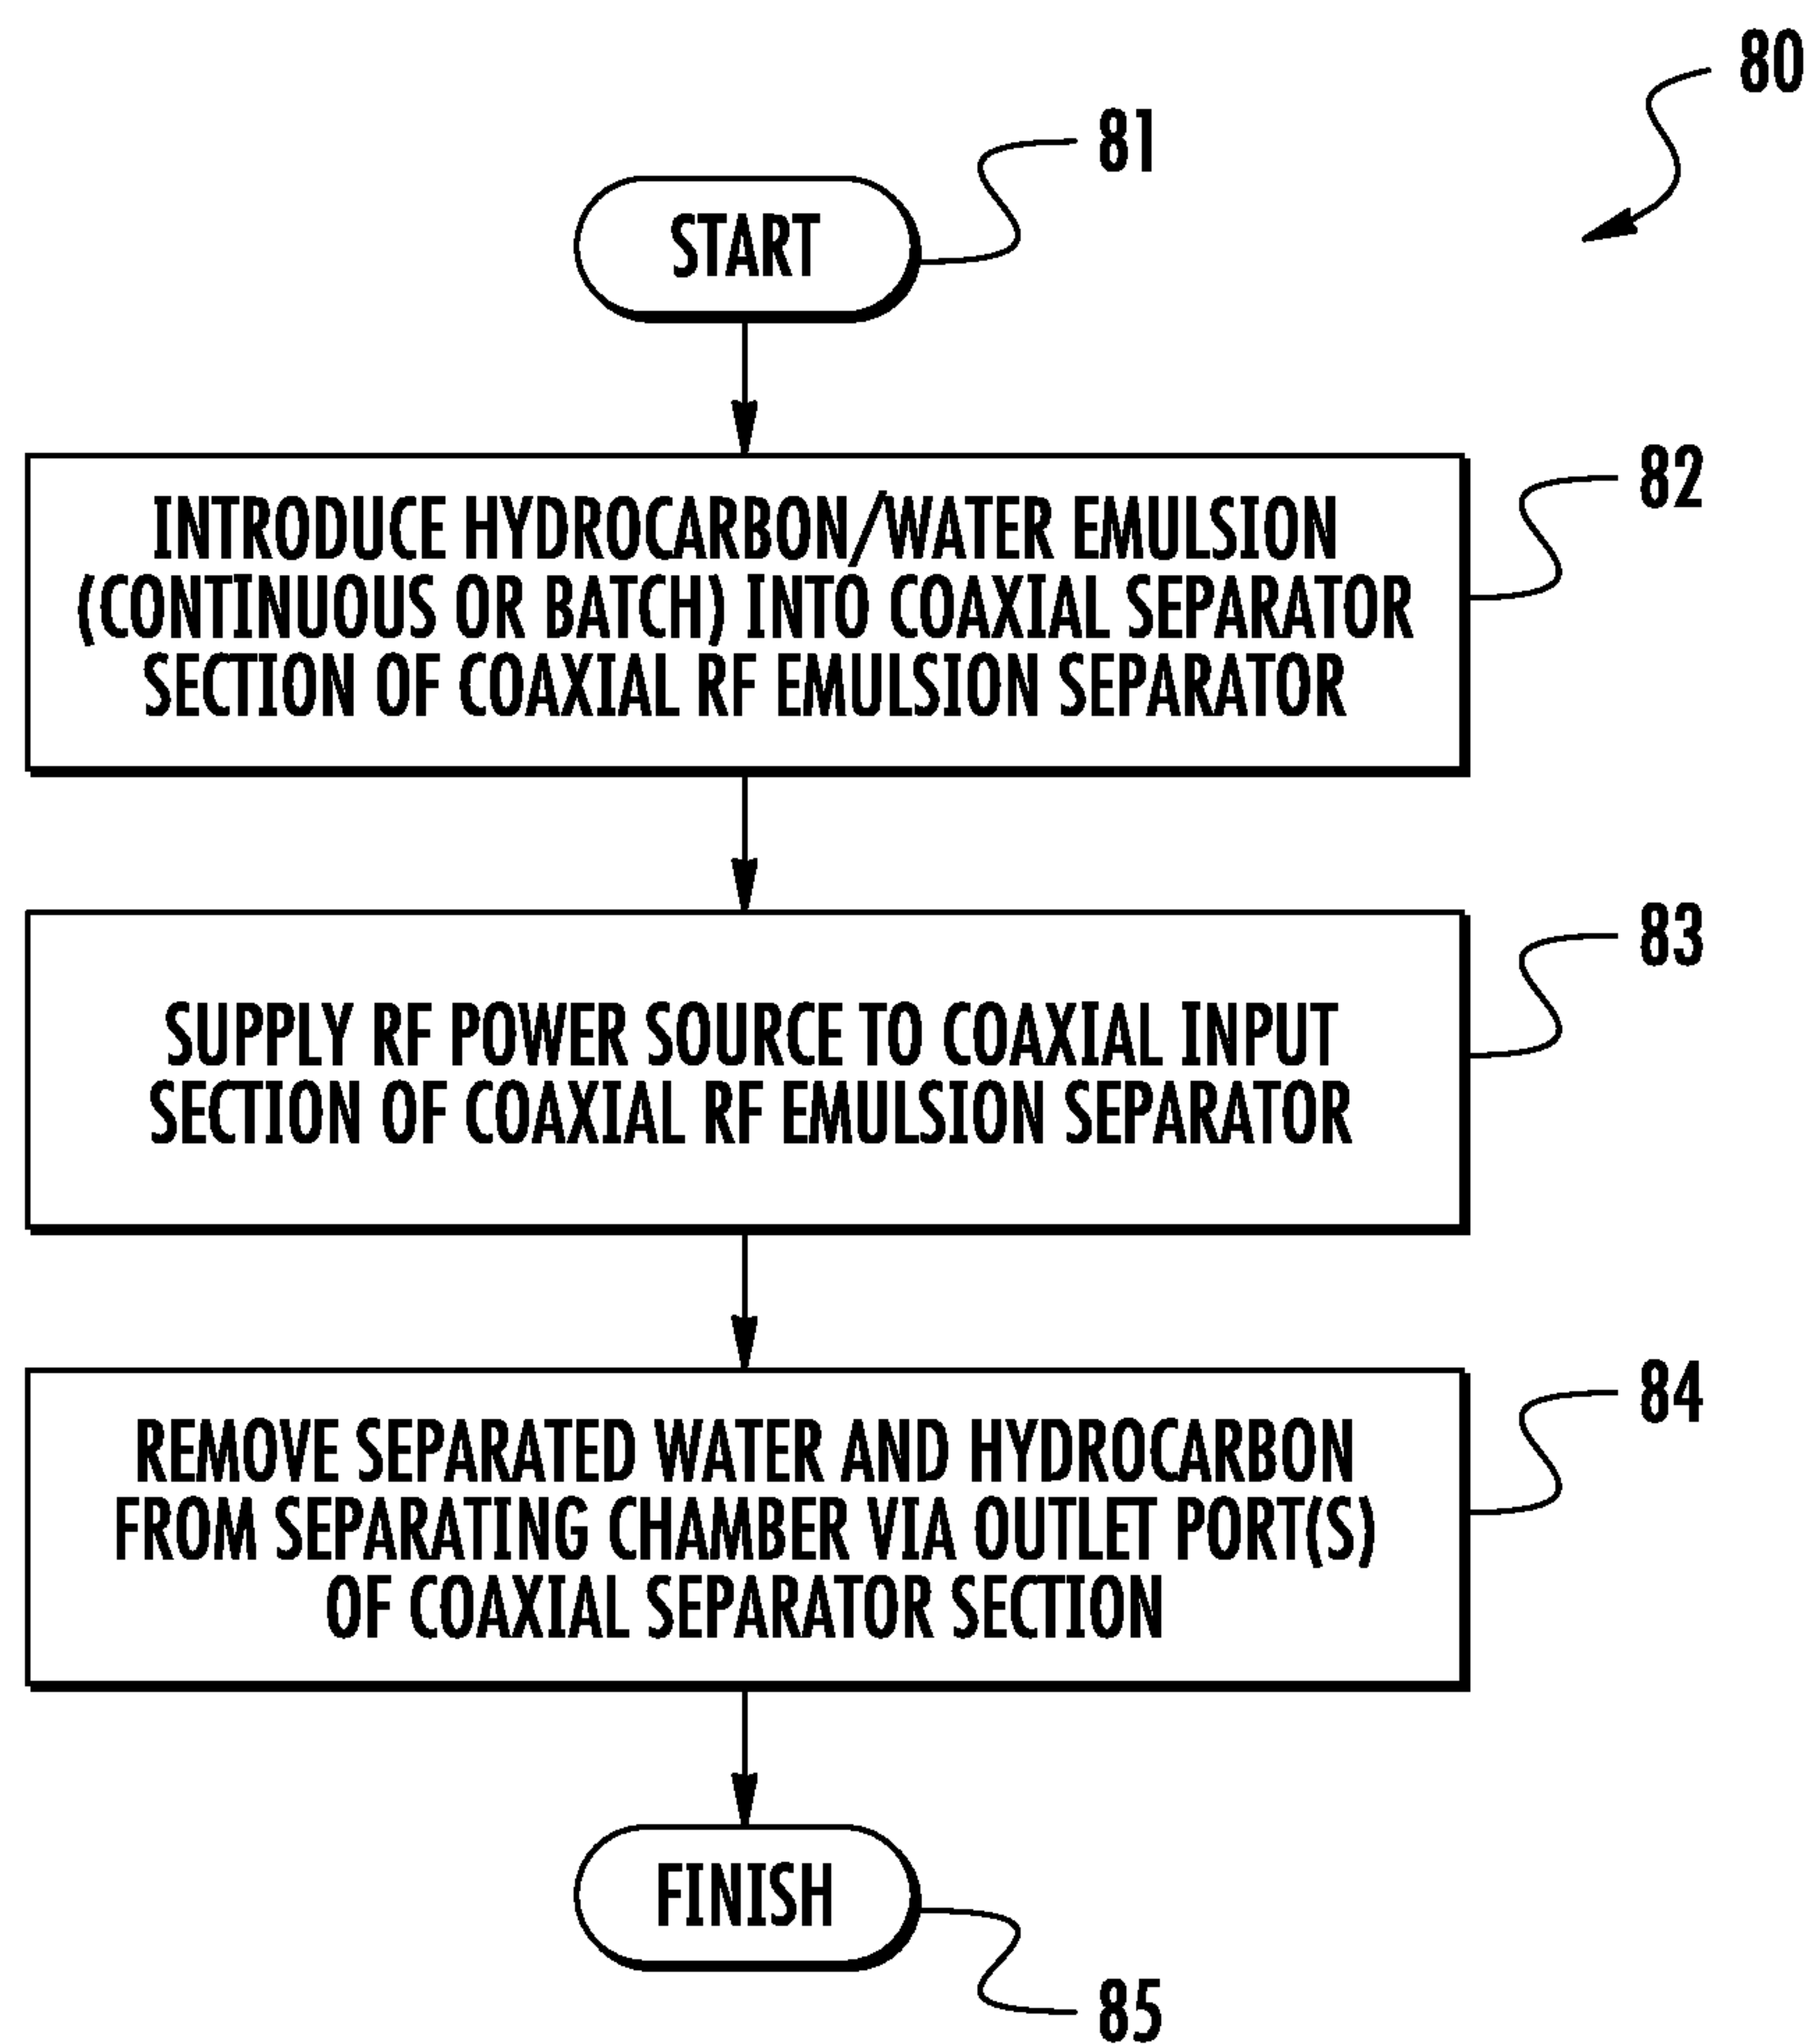 80
81
START
82
INTRODUCE HYDROCARBON/WATER EMULSION
(CONTINUOUS OR BATCH) INTO COAXIAL SEPARATOR
SECTION OF COAXIAL RF EMULSION SEPARATOR
83
SUPPLY RF POWER SOURCE TO COAXIAL INPUT
SECTION OF COAXIAL RF EMULSION SEPARATOR
84
REMOVE SEPARATED WATER AND HYDROCARBON
FROM SEPARATING CHAMBER VIA OUTLET PORT(S)
OF COAXIAL SEPARATOR SECTION
FINISH
85